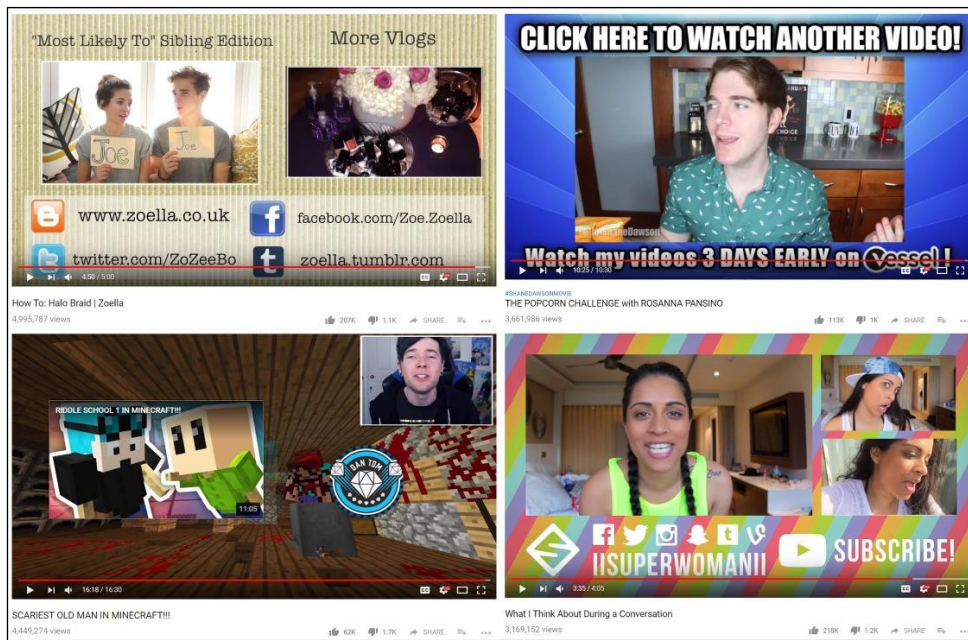 "Most Likely To" Sibling Edition
More Vlogs
Joe
Joe
www.zoella.co.uk
facebook.com/Zoe.Zoella
twitter.com/ZoZeeBo
zoella.tumblr.com
4:50 / 5:00
How To: Halo Braid | Zoella
4,995,787 views
207K 1.1K SHARE
CLICK HERE TO WATCH ANOTHER VIDEO!
Watch my videos 3 DAYS EARLY on Vessel !
10:25 / 10:30
#SHANEDAWSONMOVIE
THE POPCORN CHALLENGE with ROSANNA PANSINO
3,661,986 views
113K 1K SHARE
RIDDLE SCHOOL 1 IN MINECRAFT!!!
11:05
DAN TDM
16:18 / 16:30
SCARIEST OLD MAN IN MINECRAFT!!!
4,449,274 views
62K 1.7K SHARE
IISUPERWOMANII
SUBSCRIBE!
3:35 / 4:05
What I Think About During a Conversation
3,169,152 views
218K 1.2K SHARE